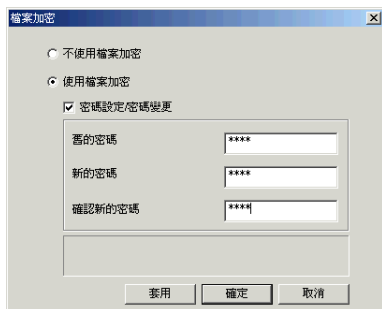 檔案加密
不使用檔案加密
使用檔案加密
密碼設定/密碼變更
舊的密碼 ****
新的密碼 ****
確認新的密碼 ****
套用 確定 取消